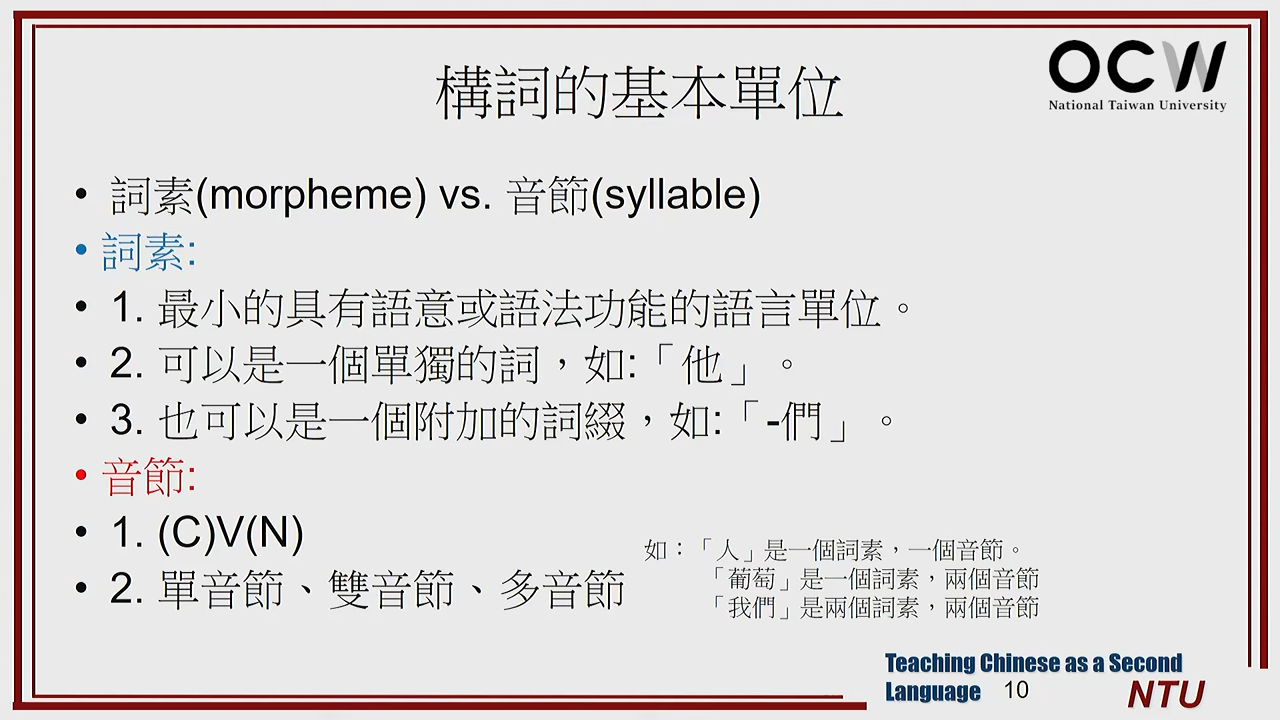 OCW
National Taiwan University
構詞的基本單位
• 詞素(morpheme) vs. 音節(syllable)
• 詞素:
• 1. 最小的具有語意或語法功能的語言單位。
• 2. 可以是一個單獨的詞，如:「他」。
• 3. 也可以是一個附加的詞綴，如:「-們」。
• 音節:
• 1. (C)V(N)
• 2. 單音節、雙音節、多音節
如：「人」是一個詞素，一個音節。
「葡萄」是一個詞素，兩個音節
「我們」是兩個詞素，兩個音節
Teaching Chinese as a Second
Language
10
NTU